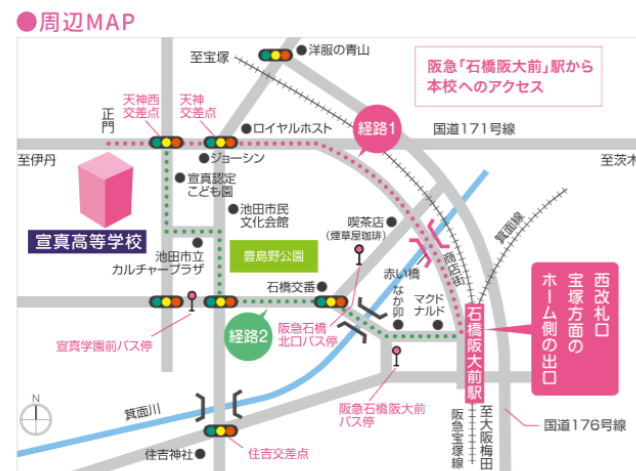 ●周辺MAP
至宝塚
洋服の青山
阪急「石橋阪大前」駅から
本校へのアクセス
正門
天神西
交差点
天神
交差点
ロイヤルホスト
経路1
国道171号線
至伊丹
至茨木
ジョーシン
宣真認定
こども園
宣真高等学校
池田市民
文化会館
喫茶店
(煙草屋珈琲)
商店街
箕面線
池田市立
カルチャープラザ
豊島野公園
赤い橋
石橋交番
なか卯
マクド
ナルド
西改札口
宝塚方面の
ホーム側の出口
石橋阪大前駅
宣真学園前バス停
経路2
阪急石橋
北口バス停
阪急石橋阪大前
バス停
N
箕面川
住吉神社
住吉交差点
阪急宝塚線
至大阪梅田
国道176号線